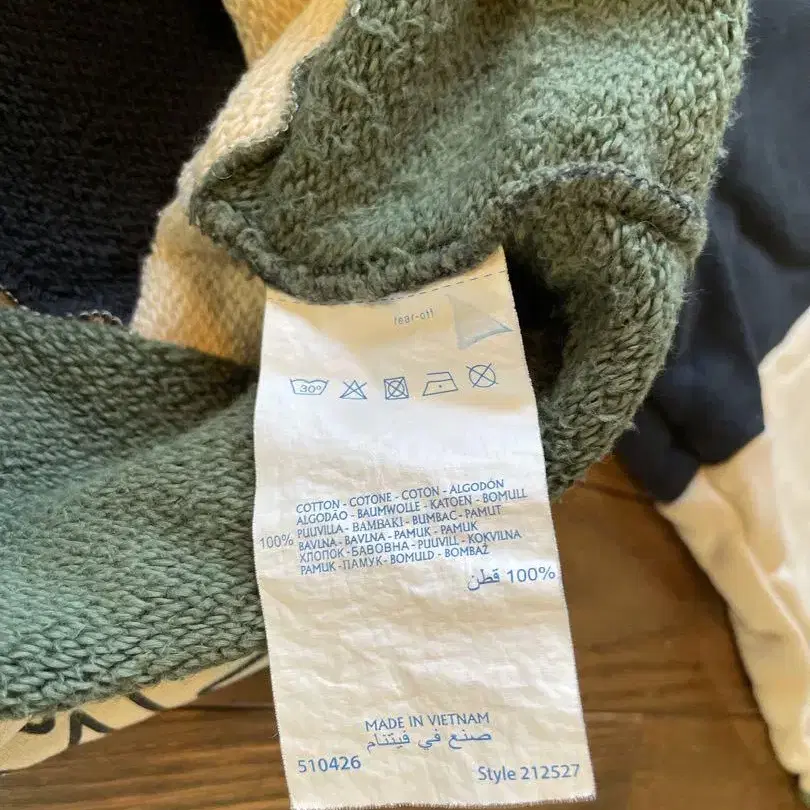 tear-off
30°
COTTON - COTONE - COTON - ALGODÓN
ALGODÃO - BAUMWOLLE - KATOEN - BOMULL
PUUVILLA - BAMBAKI - BUMBAC - PAMUT
100% BAVLNA - BAVLNA - PAMUK - PAMUK
ХЛОПОК - БАВОВНА - PUUVILL - KOKVILNA
PAMUK - ПАМУК - BOMULD - BOMBAŻ
100% قطن
MADE IN VIETNAM
صنع في فيتنام
510426
Style 212527